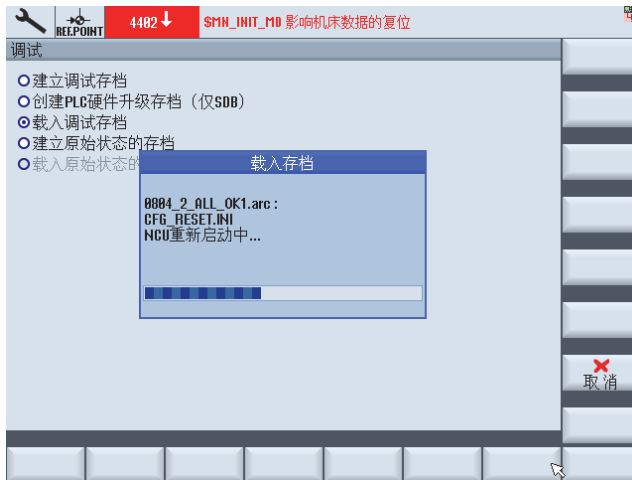 REF.POINT
4402↓ $MN_INIT_MD 影响机床数据的复位
调试
建立调试存档
创建PLC硬件升级存档（仅SDB）
载入调试存档
建立原始状态的存档
载入原始状态的
载入存档
0804_2_ALL_OK1.arc :
CFG_RESET.INI
NCU重新启动中...
取消